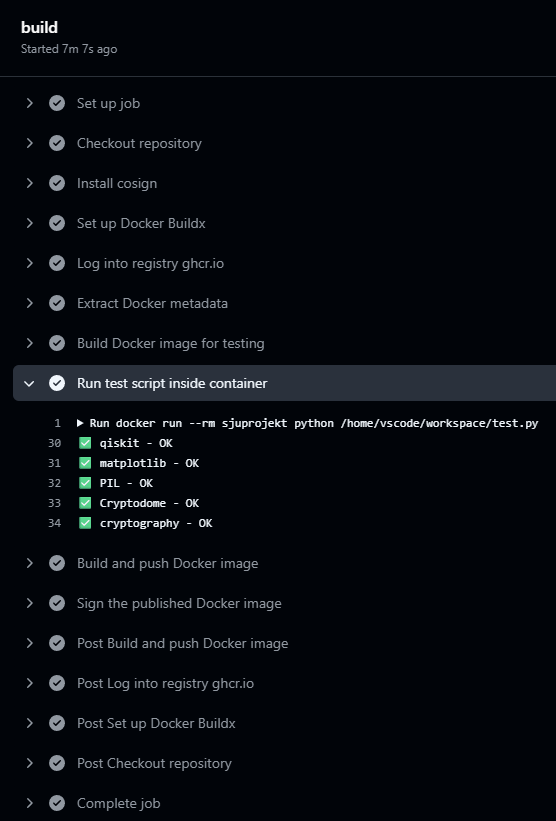 build
Started 7m 7s ago
Set up job
Checkout repository
Install cosign
Set up Docker Buildx
Log into registry ghcr.io
Extract Docker metadata
Build Docker image for testing
Run test script inside container
1 ▶ Run docker run --rm sjuprojekt python /home/vscode/workspace/test.py
30 ✅ qiskit - OK
31 ✅ matplotlib - OK
32 ✅ PIL - OK
33 ✅ Cryptodome - OK
34 ✅ cryptography - OK
Build and push Docker image
Sign the published Docker image
Post Build and push Docker image
Post Log into registry ghcr.io
Post Set up Docker Buildx
Post Checkout repository
Complete job